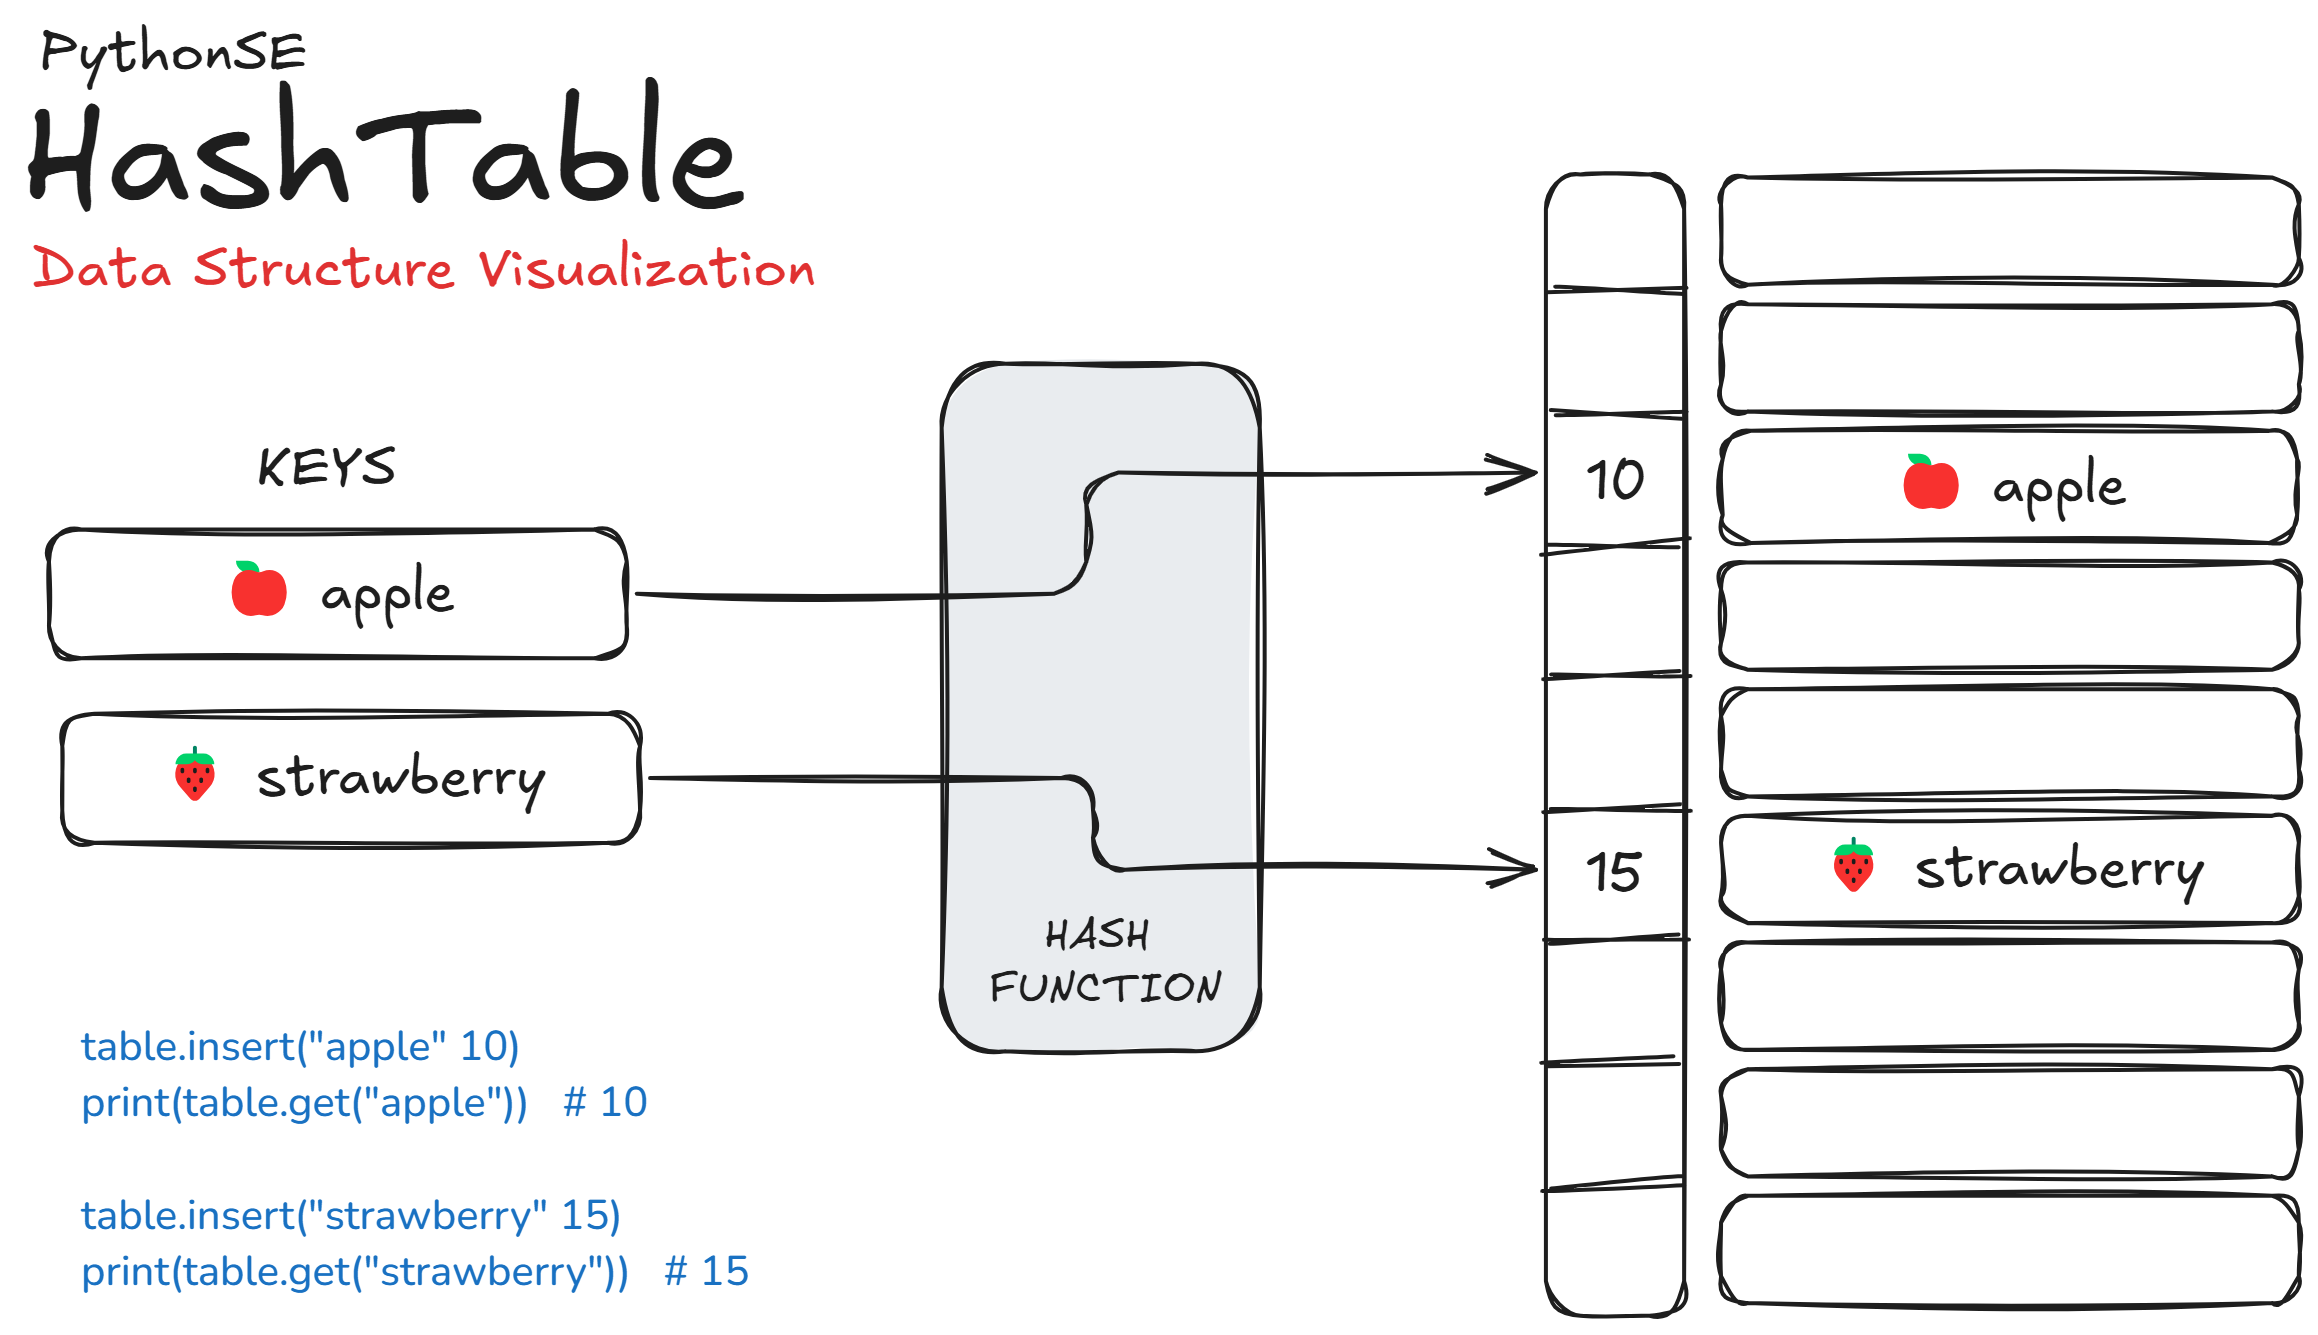 PythonSE
HashTable
Data Structure Visualization
KEYS
apple
strawberry
HASH
FUNCTION
10
apple
15
strawberry
table.insert("apple" 10)
print(table.get("apple")) # 10
table.insert("strawberry" 15)
print(table.get("strawberry")) # 15